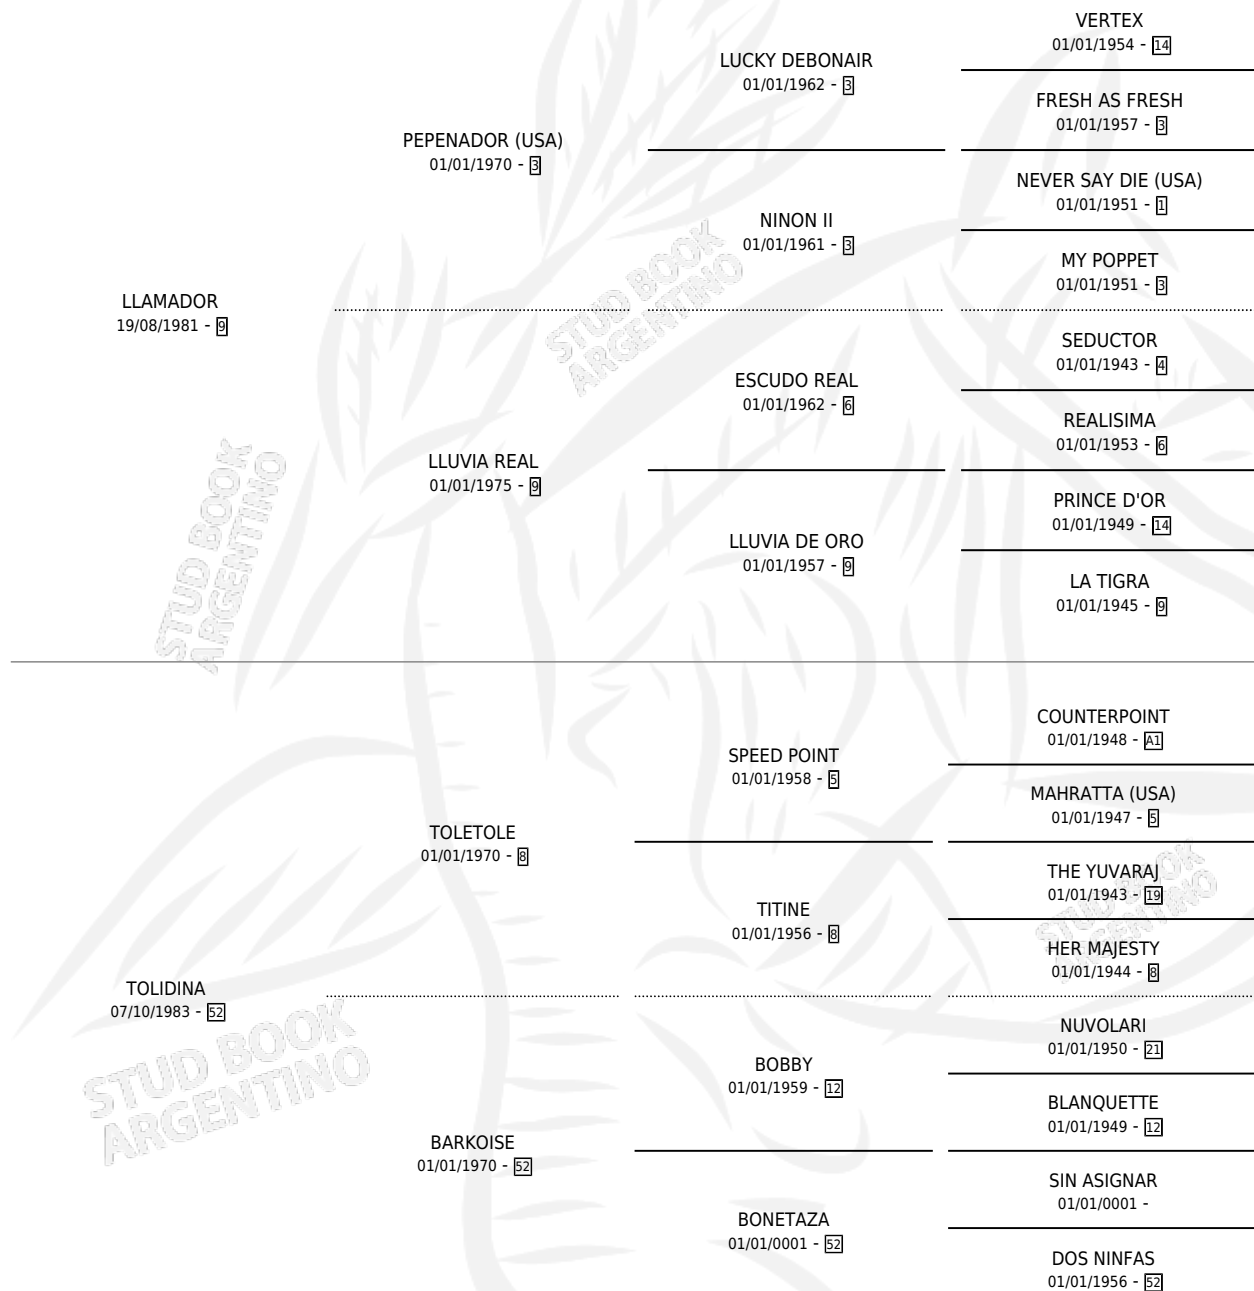 VERTEX
01/01/1954 - 14
LUCKY DEBONAIR
01/01/1962 - 3
FRESH AS FRESH
01/01/1957 - 3
PEPENADOR (USA)
01/01/1970 - 3
NEVER SAY DIE (USA)
01/01/1951 - 1
NINON II
01/01/1961 - 3
MY POPPET
01/01/1951 - 3
LLAMADOR
19/08/1981 - 9
SEDUCTOR
01/01/1943 - 4
ESCUDO REAL
01/01/1962 - 6
REALISIMA
01/01/1953 - 6
LLUVIA REAL
01/01/1975 - 9
PRINCE D'OR
01/01/1949 - 14
LLUVIA DE ORO
01/01/1957 - 9
LA TIGRA
01/01/1945 - 9
COUNTERPOINT
01/01/1948 - A1
SPEED POINT
01/01/1958 - 5
MAHRATTA (USA)
01/01/1947 - 5
TOLETOLE
01/01/1970 - 8
THE YUVARAJ
01/01/1943 - 19
TITINE
01/01/1956 - 8
HER MAJESTY
01/01/1944 - 8
TOLIDINA
07/10/1983 - 52
NUVOLARI
01/01/1950 - 21
BOBBY
01/01/1959 - 12
BLANQUETTE
01/01/1949 - 12
BARKOISE
01/01/1970 - 52
SIN ASIGNAR
01/01/0001 -
BONETAZA
01/01/0001 - 52
DOS NINFAS
01/01/1956 - 52
STUD BOOK
ARGENTINO
STUD BOOK
ARGENTINO
STUD BOOK
ARGENTINO
STUD BOOK
ARGENTINO